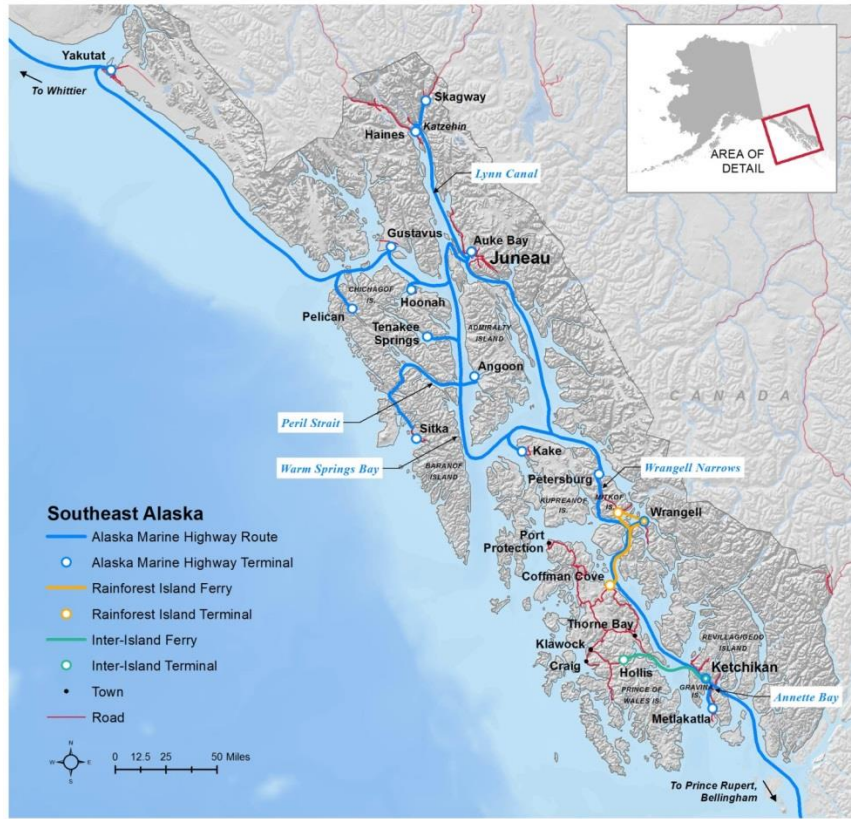 Yakutat
To Whittier
Skagway
Haines
Katzehin
Lynn Canal
AREA OF
DETAIL
Gustavus
Auke Bay
Juneau
CHICHAGOF
IS.
Hoonah
Pelican
Tenakee
Springs
ADMIRALTY
ISLAND
Angoon
CANADA
Peril Strait
Sitka
Warm Springs Bay
BARANOF
ISLAND
Kake
Petersburg
Wrangell Narrows
KUPREANOF
IS.
MITKOF
IS.
Wrangell
Port
Protection
Coffman Cove
Thorne Bay
Klawock
Craig
Hollis
PRINCE OF
WALES IS.
REVILLAGIGEDO
ISLAND
Ketchikan
GRAVINA
IS.
Annette Bay
Metlakatla
To Prince Rupert,
Bellingham
Southeast Alaska
Alaska Marine Highway Route
Alaska Marine Highway Terminal
Rainforest Island Ferry
Rainforest Island Terminal
Inter-Island Ferry
Inter-Island Terminal
Town
Road
N
W E
S
0 12.5 25 50 Miles